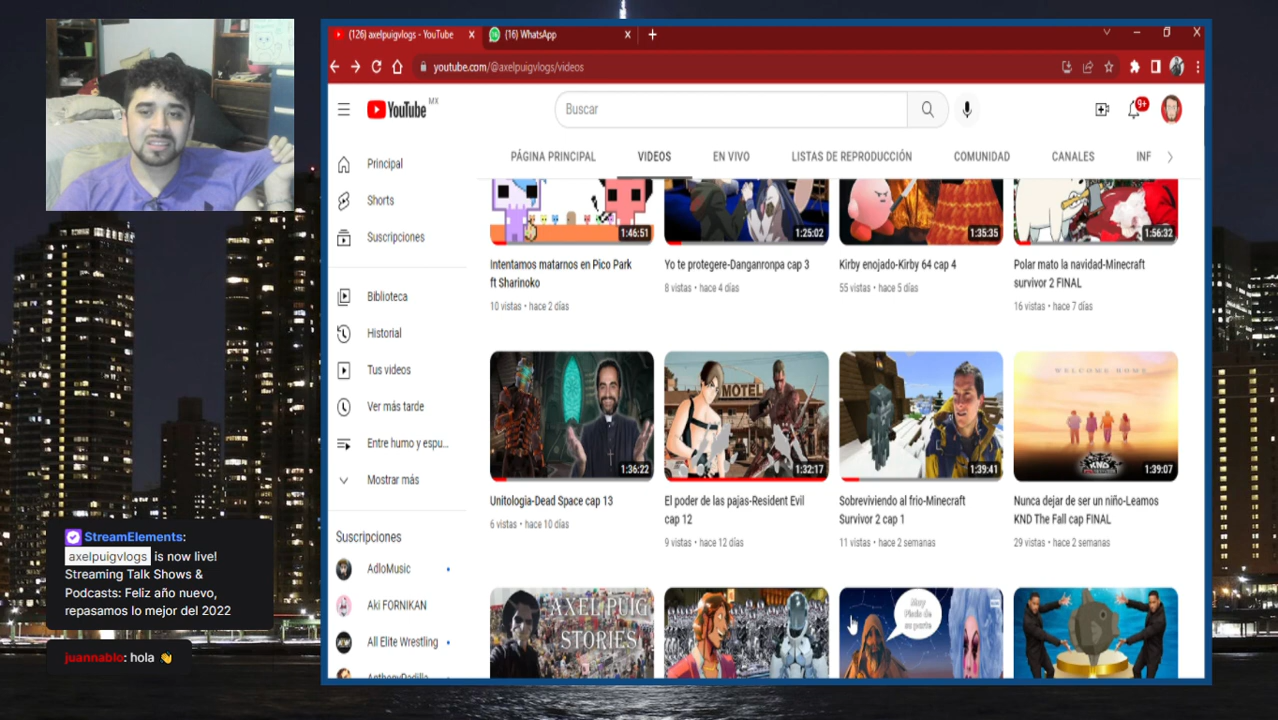 (126) axelpuigvlogs - YouTube
(16) WhatsApp
youtube.com/@axelpuigvlogs/videos
YouTube MX
Buscar
9+
PÁGINA PRINCIPAL
VIDEOS
EN VIVO
LISTAS DE REPRODUCCIÓN
COMUNIDAD
CANALES
INF
Principal
Shorts
Suscripciones
Biblioteca
Historial
Tus videos
Ver más tarde
Entre humo y espu...
Mostrar más
Suscripciones
AdloMusic
Aki FORNIKAN
All Elite Wrestling
AnthonyPadilla
1:46:51
Intentamos matarnos en Pico Park
ft Sharinoko
10 vistas • hace 2 días
1:25:02
Yo te protegere-Danganronpa cap 3
8 vistas • hace 4 días
1:35:35
Kirby enojado-Kirby 64 cap 4
55 vistas • hace 5 días
1:56:32
Polar mato la navidad-Minecraft
survivor 2 FINAL
16 vistas • hace 7 días
1:36:22
Unitologia-Dead Space cap 13
6 vistas • hace 10 días
MOTEL
1:32:17
El poder de las pajas-Resident Evil
cap 12
9 vistas • hace 12 días
1:39:41
Sobreviviendo al frio-Minecraft
Survivor 2 cap 1
11 vistas • hace 2 semanas
WELCOME HOME
KND
1:39:07
Nunca dejar de ser un niño-Leamos
KND The Fall cap FINAL
29 vistas • hace 2 semanas
AXEL PUIG
STORIES
Muy
Piola de
su parte
StreamElements:
axelpuigvlogs is now live!
Streaming Talk Shows &
Podcasts: Feliz año nuevo,
repasamos lo mejor del 2022
juannablo: hola 👋